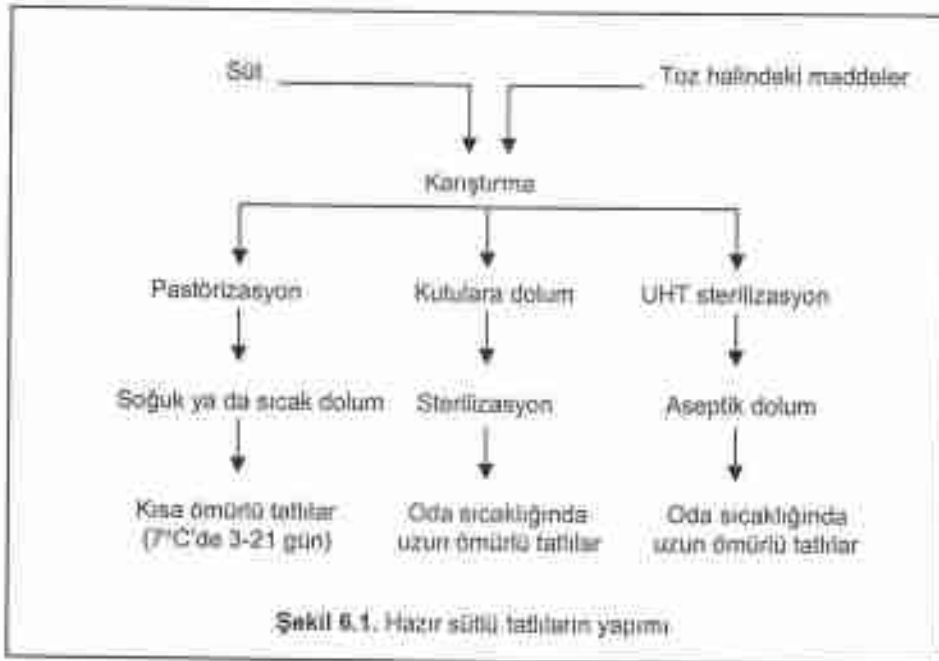 Süt
Toz halindeki maddeler
Karıştırma
Pastörizasyon
Kutulara dolum
UHT sterilizasyon
Soğuk ya da sıcak dolum
Sterilizasyon
Aseptik dolum
Kısa ömürlü tatlılar
(7°C'de 3-21 gün)
Oda sıcaklığında
uzun ömürlü tatlılar
Oda sıcaklığında
uzun ömürlü tatlılar
Şekil 6.1. Hazır sütlü tatlıların yapımı